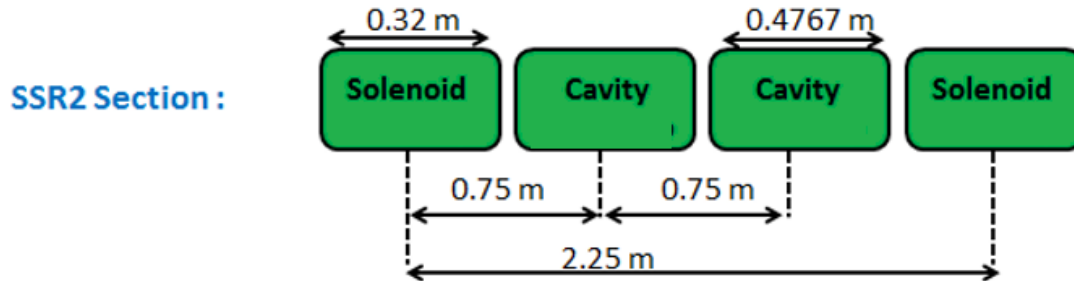 0.32 m
0.4767 m
SSR2 Section :
Solenoid
Cavity
Cavity
Solenoid
0.75 m
0.75 m
2.25 m